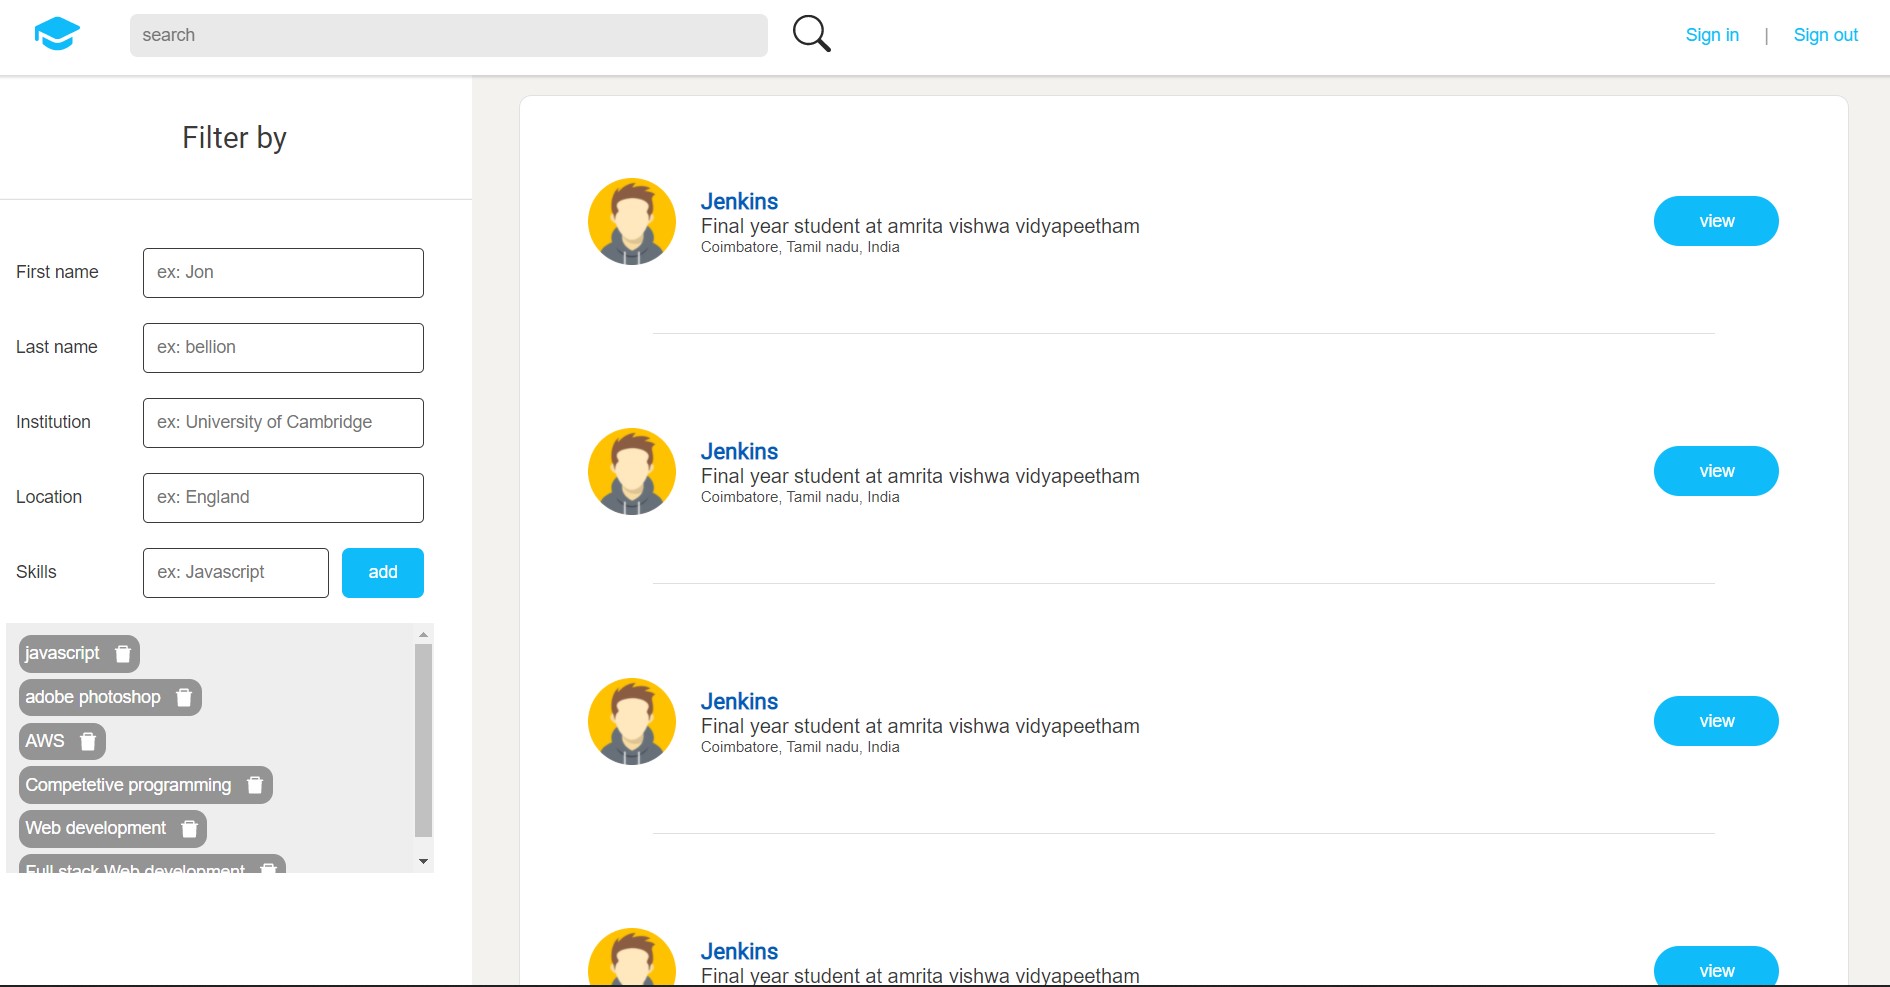 search
Sign in | Sign out
Filter by
First name
ex: Jon
Last name
ex: bellion
Institution
ex: University of Cambridge
Location
ex: England
Skills
ex: Javascript
add
javascript
adobe photoshop
AWS
Competetive programming
Web development
Full stack Web development
Jenkins
Final year student at amrita vishwa vidyapeetham
Coimbatore, Tamil nadu, India
view
Jenkins
Final year student at amrita vishwa vidyapeetham
Coimbatore, Tamil nadu, India
view
Jenkins
Final year student at amrita vishwa vidyapeetham
Coimbatore, Tamil nadu, India
view
Jenkins
Final year student at amrita vishwa vidyapeetham
view